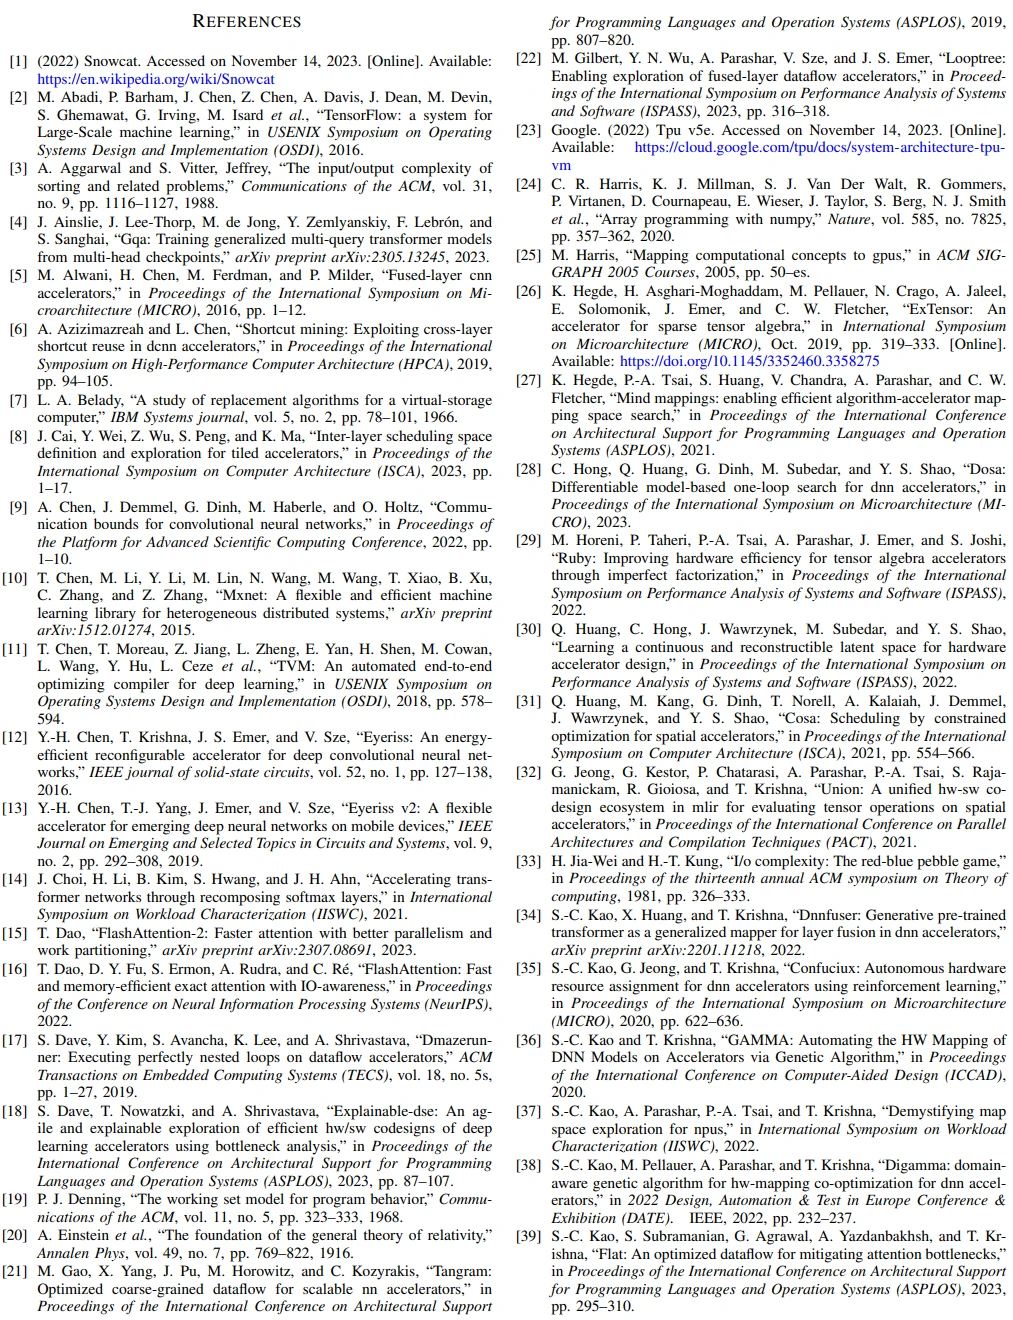 REFERENCES
[1] (2022) Snowcat. Accessed on November 14, 2023. [Online]. Available:
https://en.wikipedia.org/wiki/Snowcat
[2] M. Abadi, P. Barham, J. Chen, Z. Chen, A. Davis, J. Dean, M. Devin,
S. Ghemawat, G. Irving, M. Isard et al., “TensorFlow: a system for
Large-Scale machine learning,” in USENIX Symposium on Operating
Systems Design and Implementation (OSDI), 2016.
[3] A. Aggarwal and S. Vitter, Jeffrey, “The input/output complexity of
sorting and related problems,” Communications of the ACM, vol. 31,
no. 9, pp. 1116–1127, 1988.
[4] J. Ainslie, J. Lee-Thorp, M. de Jong, Y. Zemlyanskiy, F. Lebrón, and
S. Sanghai, “Gqa: Training generalized multi-query transformer models
from multi-head checkpoints,” arXiv preprint arXiv:2305.13245, 2023.
[5] M. Alwani, H. Chen, M. Ferdman, and P. Milder, “Fused-layer cnn
accelerators,” in Proceedings of the International Symposium on Mi-
croarchitecture (MICRO), 2016, pp. 1–12.
[6] A. Azizimazreah and L. Chen, “Shortcut mining: Exploiting cross-layer
shortcut reuse in dcnn accelerators,” in Proceedings of the International
Symposium on High-Performance Computer Architecture (HPCA), 2019,
pp. 94–105.
[7] L. A. Belady, “A study of replacement algorithms for a virtual-storage
computer,” IBM Systems journal, vol. 5, no. 2, pp. 78–101, 1966.
[8] J. Cai, Y. Wei, Z. Wu, S. Peng, and K. Ma, “Inter-layer scheduling space
definition and exploration for tiled accelerators,” in Proceedings of the
International Symposium on Computer Architecture (ISCA), 2023, pp.
1–17.
[9] A. Chen, J. Demmel, G. Dinh, M. Haberle, and O. Holtz, “Commu-
nication bounds for convolutional neural networks,” in Proceedings of
the Platform for Advanced Scientific Computing Conference, 2022, pp.
1–10.
[10] T. Chen, M. Li, Y. Li, M. Lin, N. Wang, M. Wang, T. Xiao, B. Xu,
C. Zhang, and Z. Zhang, “Mxnet: A flexible and efficient machine
learning library for heterogeneous distributed systems,” arXiv preprint
arXiv:1512.01274, 2015.
[11] T. Chen, T. Moreau, Z. Jiang, L. Zheng, E. Yan, H. Shen, M. Cowan,
L. Wang, Y. Hu, L. Ceze et al., “TVM: An automated end-to-end
optimizing compiler for deep learning,” in USENIX Symposium on
Operating Systems Design and Implementation (OSDI), 2018, pp. 578–
594.
[12] Y.-H. Chen, T. Krishna, J. S. Emer, and V. Sze, “Eyeriss: An energy-
efficient reconfigurable accelerator for deep convolutional neural net-
works,” IEEE journal of solid-state circuits, vol. 52, no. 1, pp. 127–138,
2016.
[13] Y.-H. Chen, T.-J. Yang, J. Emer, and V. Sze, “Eyeriss v2: A flexible
accelerator for emerging deep neural networks on mobile devices,” IEEE
Journal on Emerging and Selected Topics in Circuits and Systems, vol. 9,
no. 2, pp. 292–308, 2019.
[14] J. Choi, H. Li, B. Kim, S. Hwang, and J. H. Ahn, “Accelerating trans-
former networks through recomposing softmax layers,” in International
Symposium on Workload Characterization (IISWC), 2021.
[15] T. Dao, “FlashAttention-2: Faster attention with better parallelism and
work partitioning,” arXiv preprint arXiv:2307.08691, 2023.
[16] T. Dao, D. Y. Fu, S. Ermon, A. Rudra, and C. Ré, “FlashAttention: Fast
and memory-efficient exact attention with IO-awareness,” in Proceedings
of the Conference on Neural Information Processing Systems (NeurIPS),
2022.
[17] S. Dave, Y. Kim, S. Avancha, K. Lee, and A. Shrivastava, “Dmazerun-
ner: Executing perfectly nested loops on dataflow accelerators,” ACM
Transactions on Embedded Computing Systems (TECS), vol. 18, no. 5s,
pp. 1–27, 2019.
[18] S. Dave, T. Nowatzki, and A. Shrivastava, “Explainable-dse: An ag-
ile and explainable exploration of efficient hw/sw codesigns of deep
learning accelerators using bottleneck analysis,” in Proceedings of the
International Conference on Architectural Support for Programming
Languages and Operation Systems (ASPLOS), 2023, pp. 87–107.
[19] P. J. Denning, “The working set model for program behavior,” Commu-
nications of the ACM, vol. 11, no. 5, pp. 323–333, 1968.
[20] A. Einstein et al., “The foundation of the general theory of relativity,”
Annalen Phys, vol. 49, no. 7, pp. 769–822, 1916.
[21] M. Gao, X. Yang, J. Pu, M. Horowitz, and C. Kozyrakis, “Tangram:
Optimized coarse-grained dataflow for scalable nn accelerators,” in
Proceedings of the International Conference on Architectural Support
for Programming Languages and Operation Systems (ASPLOS), 2019,
pp. 807–820.
[22] M. Gilbert, Y. N. Wu, A. Parashar, V. Sze, and J. S. Emer, “Looptree:
Enabling exploration of fused-layer dataflow accelerators,” in Proceed-
ings of the International Symposium on Performance Analysis of Systems
and Software (ISPASS), 2023, pp. 316–318.
[23] Google. (2022) Tpu v5e. Accessed on November 14, 2023. [Online].
Available: https://cloud.google.com/tpu/docs/system-architecture-tpu-
vm
[24] C. R. Harris, K. J. Millman, S. J. Van Der Walt, R. Gommers,
P. Virtanen, D. Cournapeau, E. Wieser, J. Taylor, S. Berg, N. J. Smith
et al., “Array programming with numpy,” Nature, vol. 585, no. 7825,
pp. 357–362, 2020.
[25] M. Harris, “Mapping computational concepts to gpus,” in ACM SIG-
GRAPH 2005 Courses, 2005, pp. 50–es.
[26] K. Hegde, H. Asghari-Moghaddam, M. Pellauer, N. Crago, A. Jaleel,
E. Solomonik, J. Emer, and C. W. Fletcher, “ExTensor: An
accelerator for sparse tensor algebra,” in International Symposium
on Microarchitecture (MICRO), Oct. 2019, pp. 319–333. [Online].
Available: https://doi.org/10.1145/3352460.3358275
[27] K. Hegde, P.-A. Tsai, S. Huang, V. Chandra, A. Parashar, and C. W.
Fletcher, “Mind mappings: enabling efficient algorithm-accelerator map-
ping space search,” in Proceedings of the International Conference
on Architectural Support for Programming Languages and Operation
Systems (ASPLOS), 2021.
[28] C. Hong, Q. Huang, G. Dinh, M. Subedar, and Y. S. Shao, “Dosa:
Differentiable model-based one-loop search for dnn accelerators,” in
Proceedings of the International Symposium on Microarchitecture (MI-
CRO), 2023.
[29] M. Horeni, P. Taheri, P.-A. Tsai, A. Parashar, J. Emer, and S. Joshi,
“Ruby: Improving hardware efficiency for tensor algebra accelerators
through imperfect factorization,” in Proceedings of the International
Symposium on Performance Analysis of Systems and Software (ISPASS),
2022.
[30] Q. Huang, C. Hong, J. Wawrzynek, M. Subedar, and Y. S. Shao,
“Learning a continuous and reconstructible latent space for hardware
accelerator design,” in Proceedings of the International Symposium on
Performance Analysis of Systems and Software (ISPASS), 2022.
[31] Q. Huang, M. Kang, G. Dinh, T. Norell, A. Kalaiah, J. Demmel,
J. Wawrzynek, and Y. S. Shao, “Cosa: Scheduling by constrained
optimization for spatial accelerators,” in Proceedings of the International
Symposium on Computer Architecture (ISCA), 2021, pp. 554–566.
[32] G. Jeong, G. Kestor, P. Chatarasi, A. Parashar, P.-A. Tsai, S. Raja-
manickam, R. Gioiosa, and T. Krishna, “Union: A unified hw-sw co-
design ecosystem in mlir for evaluating tensor operations on spatial
accelerators,” in Proceedings of the International Conference on Parallel
Architectures and Compilation Techniques (PACT), 2021.
[33] H. Jia-Wei and H.-T. Kung, “I/o complexity: The red-blue pebble game,”
in Proceedings of the thirteenth annual ACM symposium on Theory of
computing, 1981, pp. 326–333.
[34] S.-C. Kao, X. Huang, and T. Krishna, “Dnnfuser: Generative pre-trained
transformer as a generalized mapper for layer fusion in dnn accelerators,”
arXiv preprint arXiv:2201.11218, 2022.
[35] S.-C. Kao, G. Jeong, and T. Krishna, “Confuciux: Autonomous hardware
resource assignment for dnn accelerators using reinforcement learning,”
in Proceedings of the International Symposium on Microarchitecture
(MICRO), 2020, pp. 622–636.
[36] S.-C. Kao and T. Krishna, “GAMMA: Automating the HW Mapping of
DNN Models on Accelerators via Genetic Algorithm,” in Proceedings
of the International Conference on Computer-Aided Design (ICCAD),
2020.
[37] S.-C. Kao, A. Parashar, P.-A. Tsai, and T. Krishna, “Demystifying map
space exploration for npus,” in International Symposium on Workload
Characterization (IISWC), 2022.
[38] S.-C. Kao, M. Pellauer, A. Parashar, and T. Krishna, “Digamma: domain-
aware genetic algorithm for hw-mapping co-optimization for dnn accel-
erators,” in 2022 Design, Automation & Test in Europe Conference &
Exhibition (DATE). IEEE, 2022, pp. 232–237.
[39] S.-C. Kao, S. Subramanian, G. Agrawal, A. Yazdanbakhsh, and T. Kr-
ishna, “Flat: An optimized dataflow for mitigating attention bottlenecks,”
in Proceedings of the International Conference on Architectural Support
for Programming Languages and Operation Systems (ASPLOS), 2023,
pp. 295–310.